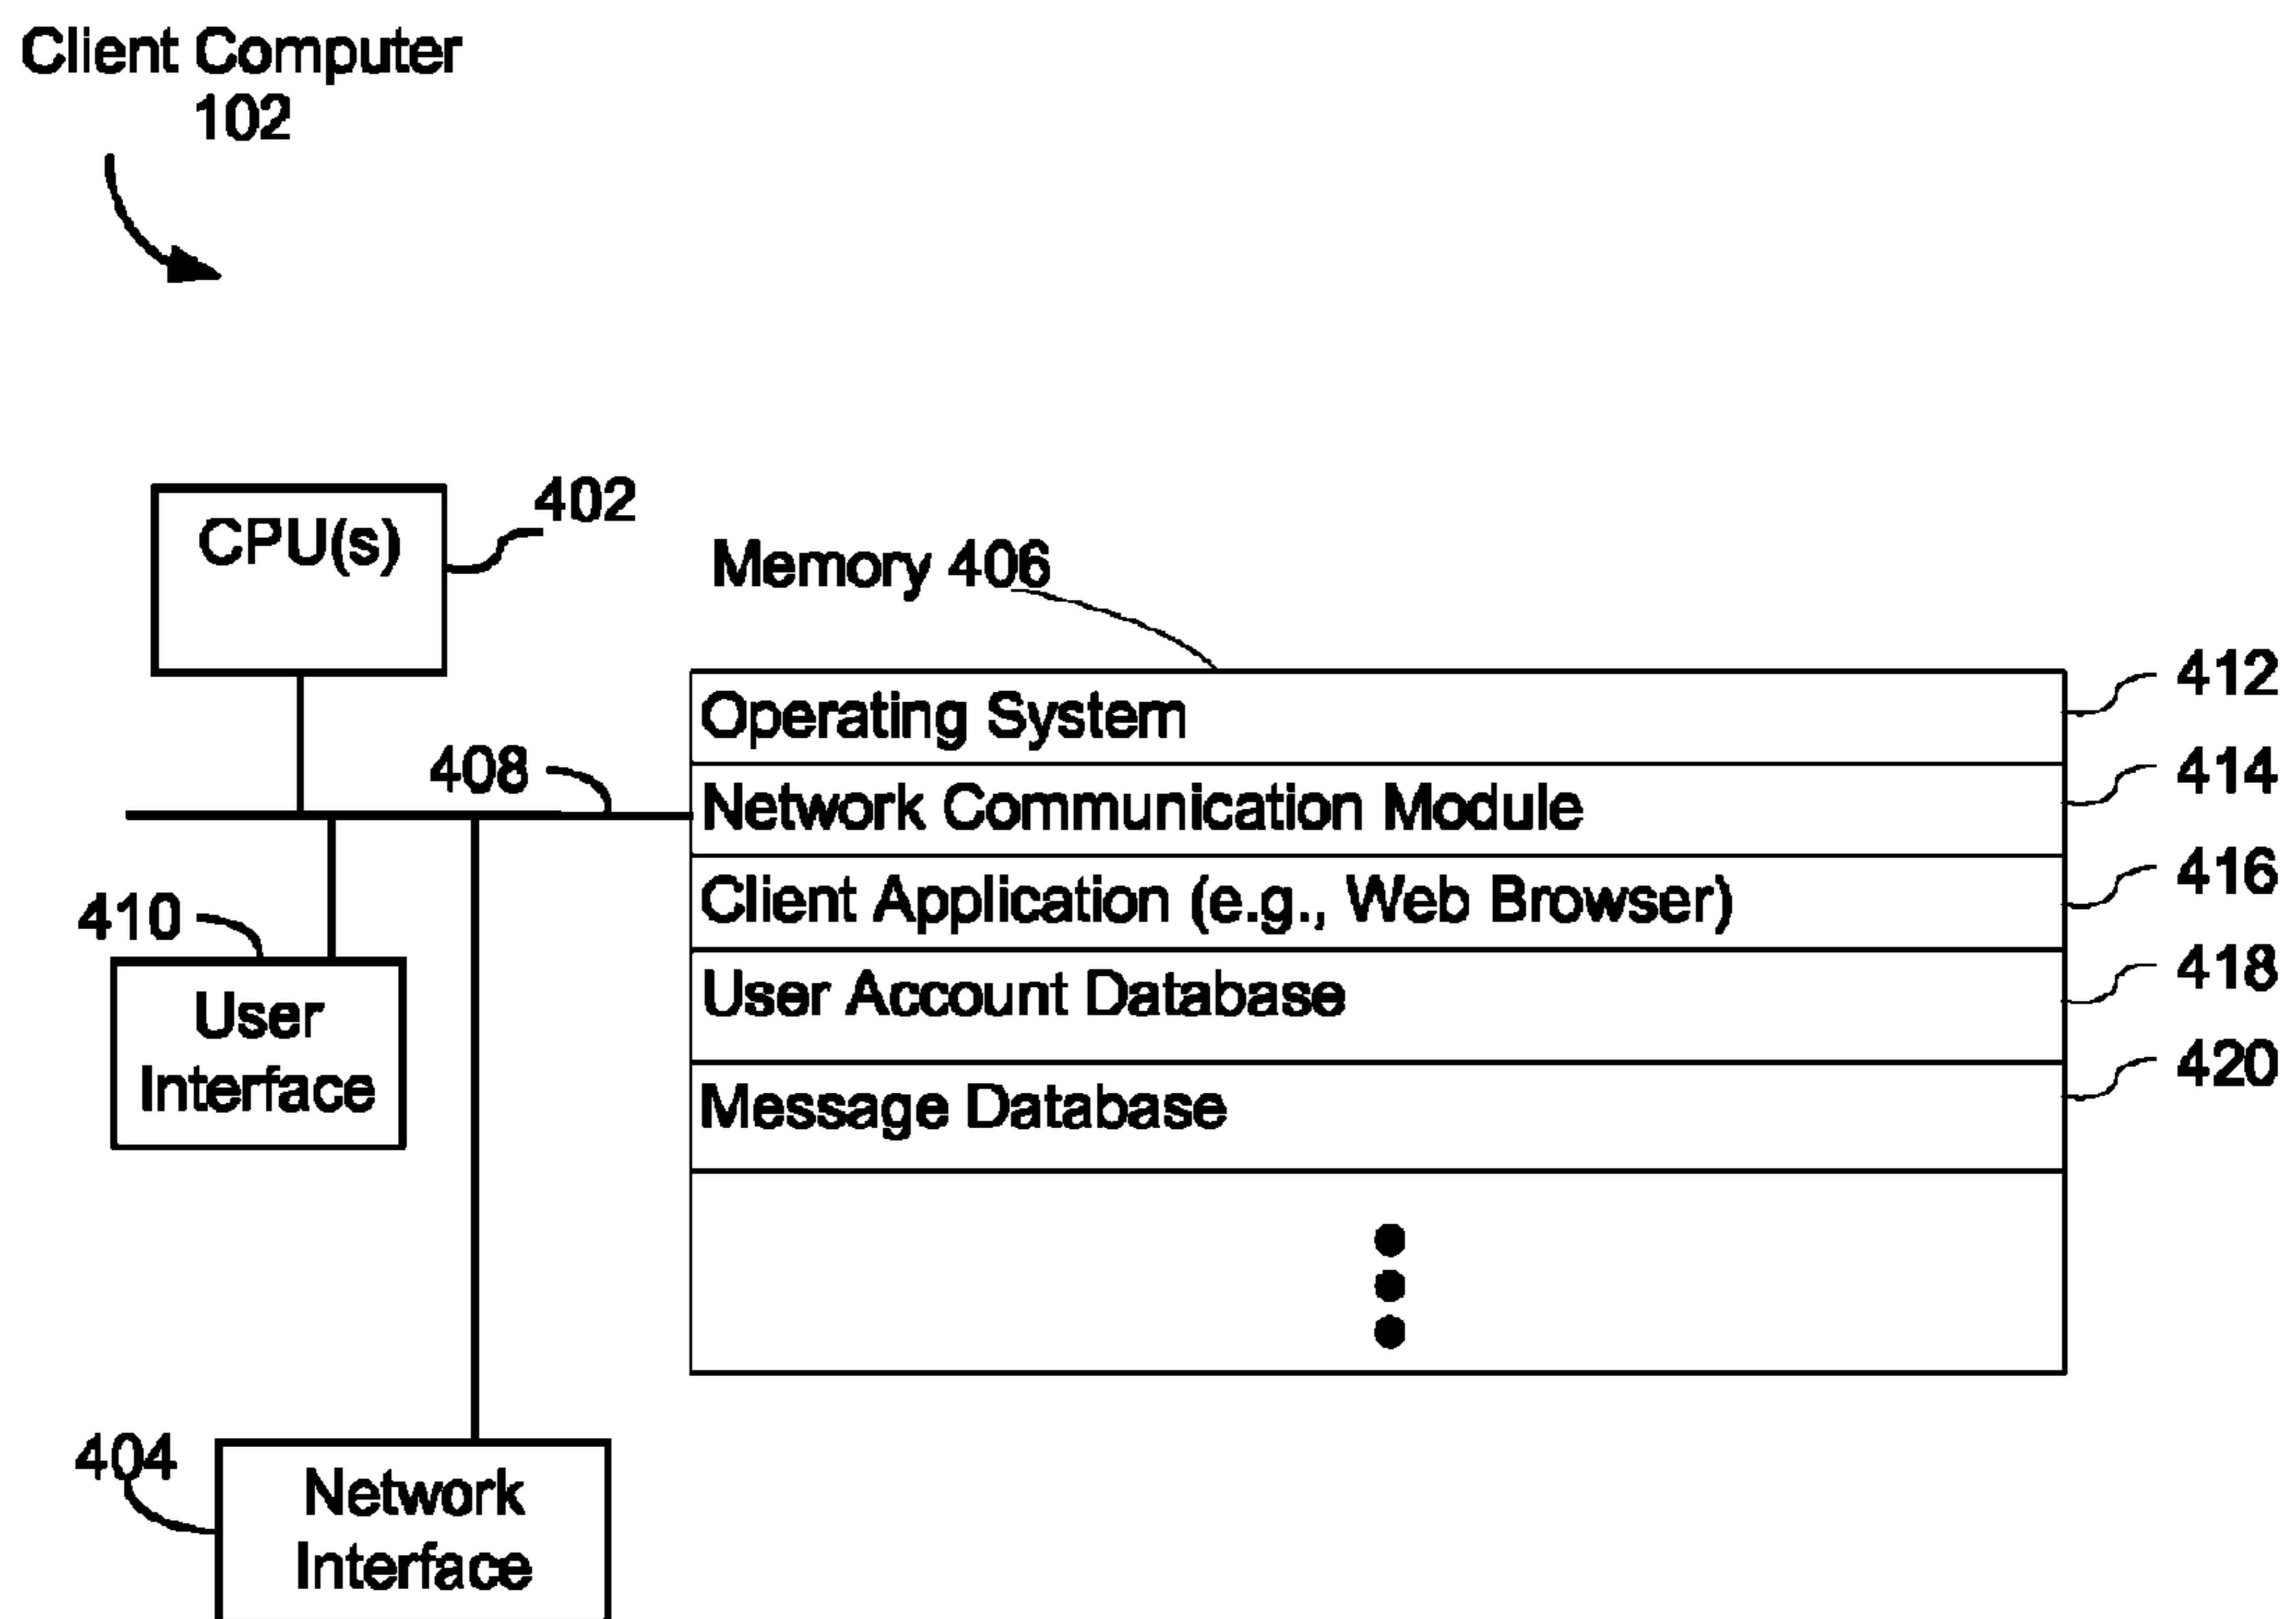 Client Computer
102
CPU(s)
402
Memory 406
Operating System
412
408
Network Communication Module
414
Client Application (e.g., Web Browser)
416
410
User
Interface
User Account Database
418
Message Database
420
404
Network
Interface